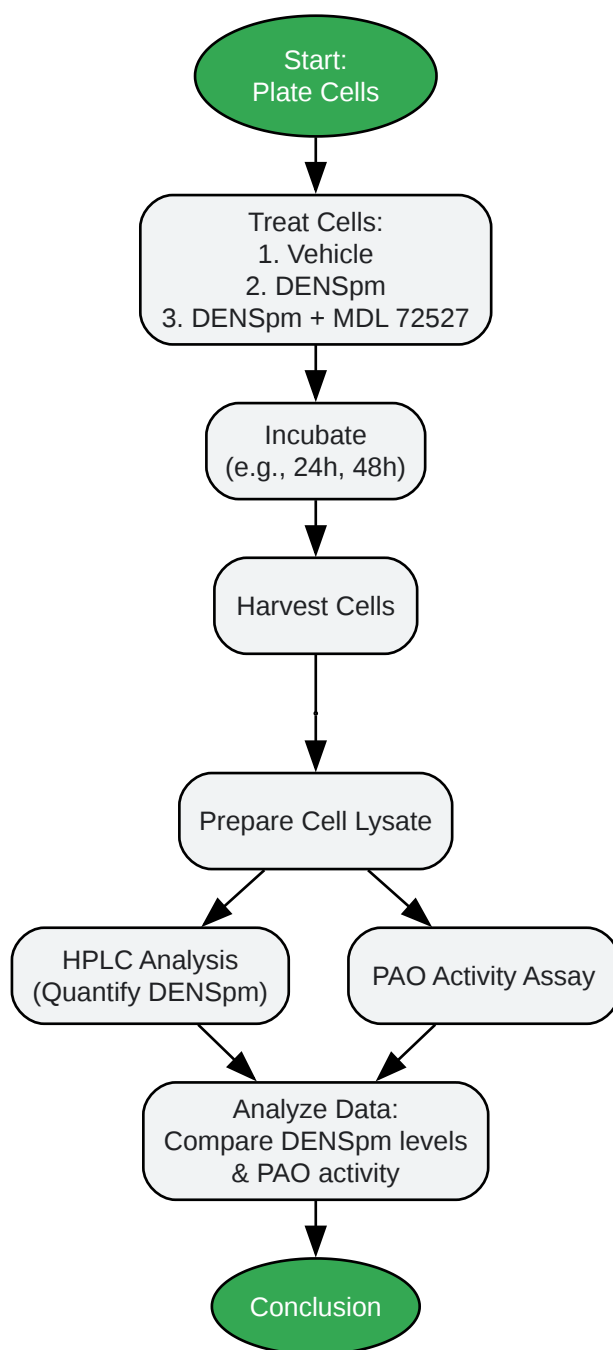 Start:
Plate Cells
Treat Cells:
1. Vehicle
2. DENSpm
3. DENSpm + MDL 72527
Incubate
(e.g., 24h, 48h)
Harvest Cells
Prepare Cell Lysate
HPLC Analysis
(Quantify DENSpm)
PAO Activity Assay
Analyze Data:
Compare DENSpm levels
& PAO activity
Conclusion